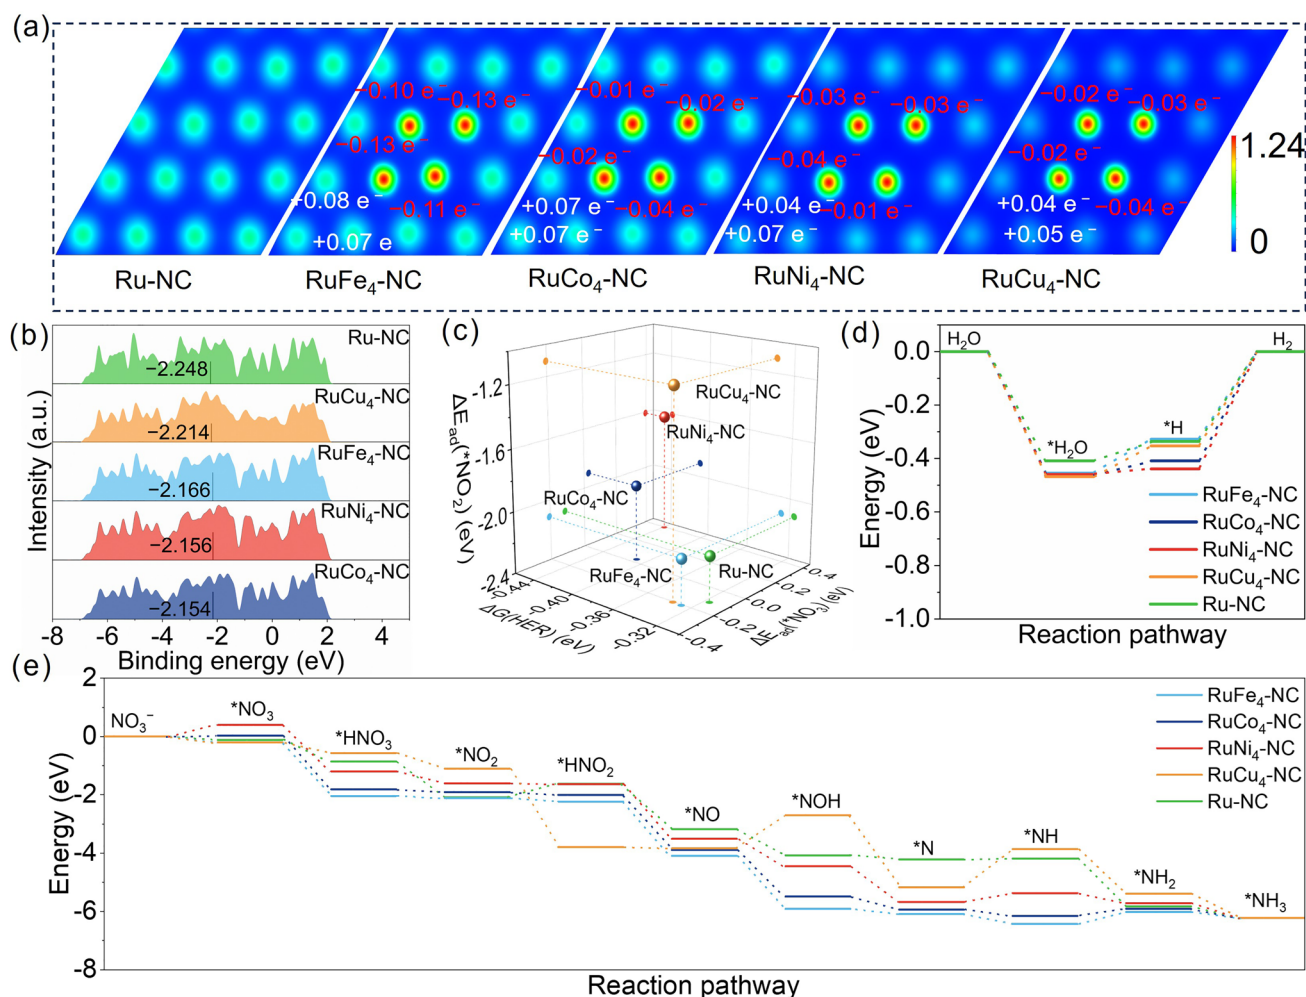 (a)
−0.10 e⁻ −0.13 e⁻ −0.01 e⁻ −0.02 e⁻ −0.03 e⁻ −0.03 e⁻ −0.02 e⁻ −0.03 e⁻
−0.13 e⁻ −0.02 e⁻ −0.04 e⁻ −0.02 e⁻
+0.08 e⁻ −0.11 e⁻ +0.07 e⁻ −0.04 e⁻ +0.04 e⁻ −0.01 e⁻ +0.04 e⁻ −0.04 e⁻
+0.07 e +0.07 e⁻ +0.07 e⁻ +0.05 e⁻
1.24
0
Ru-NC RuFe₄-NC RuCo₄-NC RuNi₄-NC RuCu₄-NC
(b)
Intensity (a.u.)
Ru-NC
−2.248
RuCu₄-NC
−2.214
RuFe₄-NC
−2.166
RuNi₄-NC
−2.156
RuCo₄-NC
−2.154
-8 -6 -4 -2 0 2 4
Binding energy (eV)
(c)
ΔE_ad(*NO₂) (eV)
-1.2
-1.6
-2.0
-2.4
RuCu₄-NC
RuNi₄-NC
RuCo₄-NC
RuFe₄-NC
Ru-NC
-0.44
-0.40
-0.36
-0.32
ΔG(HER) (eV)
-0.4
-0.2
0.0
0.2
0.4
ΔE_ad(*NO₃) (eV)
(d)
Energy (eV)
0.0
-0.2
-0.4
-0.6
-0.8
-1.0
H₂O
*H₂O
*H
H₂
RuFe₄-NC
RuCo₄-NC
RuNi₄-NC
RuCu₄-NC
Ru-NC
Reaction pathway
(e)
Energy (eV)
2
0
-2
-4
-6
-8
NO₃⁻
*NO₃
*HNO₃
*NO₂
*HNO₂
*NO
*NOH
*N
*NH
*NH₂
*NH₃
RuFe₄-NC
RuCo₄-NC
RuNi₄-NC
RuCu₄-NC
Ru-NC
Reaction pathway